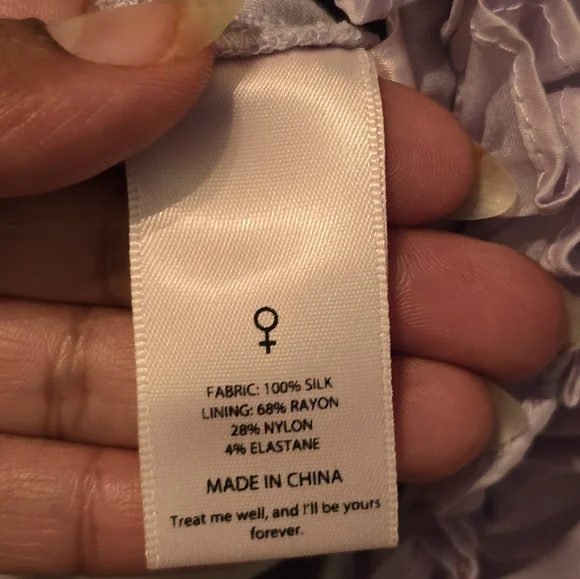 FABRIC: 100% SILK
LINING: 68% RAYON
28% NYLON
4% ELASTANE
MADE IN CHINA
Treat me well, and I'll be yours
forever.